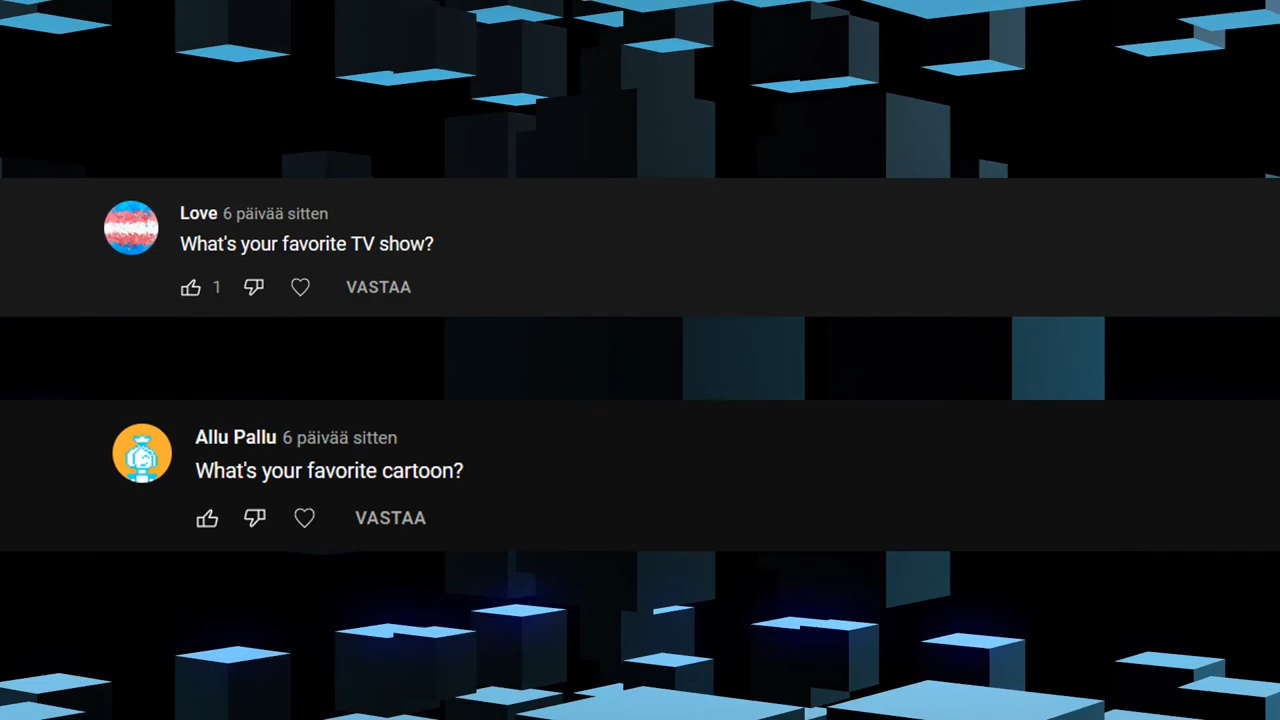 Love 6 päivää sitten
What's your favorite TV show?
1 VASTAA
Allu Pallu 6 päivää sitten
What's your favorite cartoon?
VASTAA